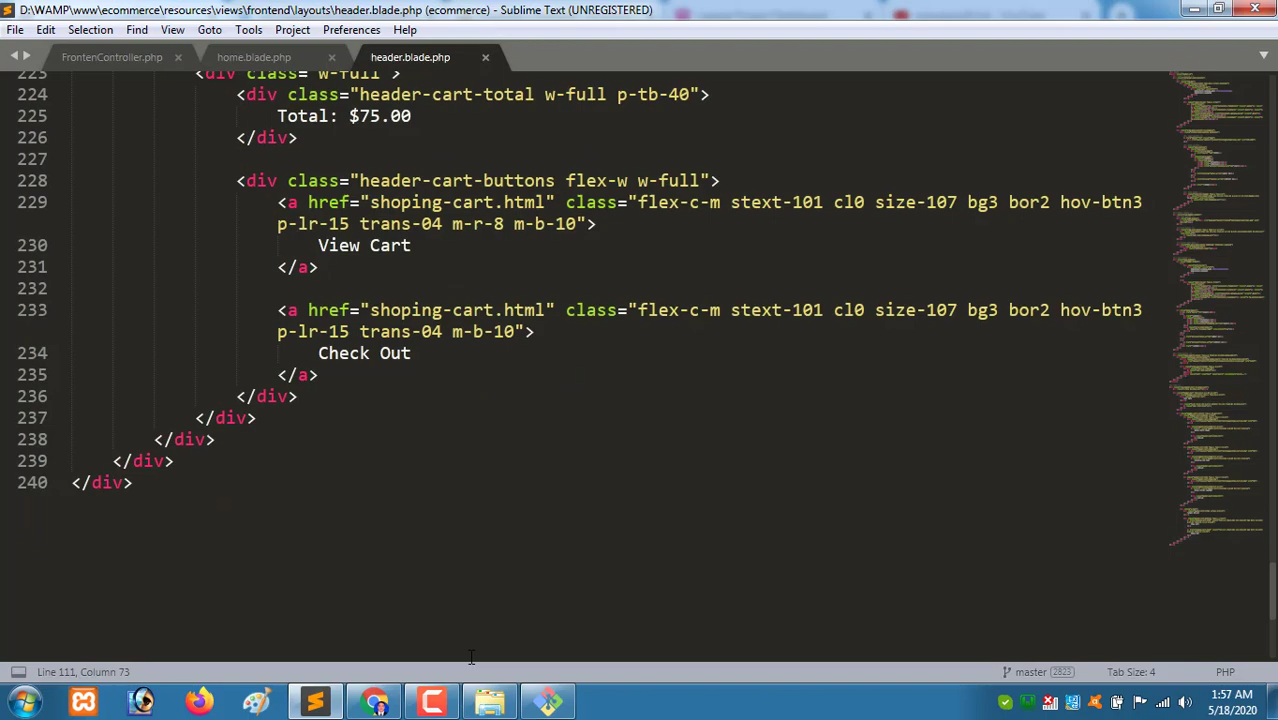 D:\WAMP\www\ecommerce\resources\views\frontend\layouts\header.blade.php (ecommerce) - Sublime Text (UNREGISTERED)
File Edit Selection Find View Goto Tools Project Preferences Help
FrontenController.php home.blade.php header.blade.php
223 <div class="w-full">
224 <div class="header-cart-total w-full p-tb-40">
225 Total: $75.00
226 </div>
227
228 <div class="header-cart-buttons flex-w w-full">
229 <a href="shoping-cart.html" class="flex-c-m stext-101 cl0 size-107 bg3 bor2 hov-btn3
p-lr-15 trans-04 m-r-8 m-b-10">
230 View Cart
231 </a>
232
233 <a href="shoping-cart.html" class="flex-c-m stext-101 cl0 size-107 bg3 bor2 hov-btn3
p-lr-15 trans-04 m-b-10">
234 Check Out
235 </a>
236 </div>
237 </div>
238 </div>
239 </div>
240 </div>
Line 111, Column 73 master 2823 Tab Size: 4 PHP
1:57 AM
5/18/2020